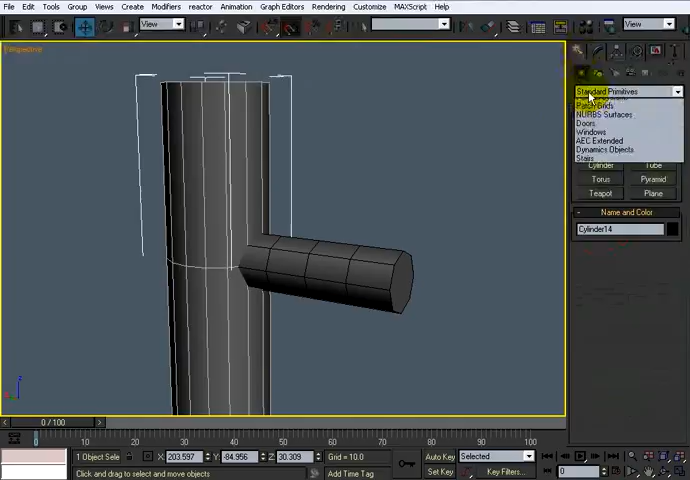 File Edit Tools Group Views Create Modifiers reactor Animation Graph Editors Rendering Customize MAXScript Help
View
View
Perspective
Standard Primitives
Patch Grids
NURBS Surfaces
Doors
Windows
AEC Extended
Dynamics Objects
Stairs
Cylinder Tube
Torus Pyramid
Teapot Plane
- Name and Color
Cylinder14
z
0 / 100
0 10 20 30 40 50 60 70 80 90 100
1 Object Sele X: 203.597 Y: -84.956 Z: 30.309 Grid = 10.0 Auto Key Selected
Click and drag to select and move objects Add Time Tag Set Key Key Filters... 0